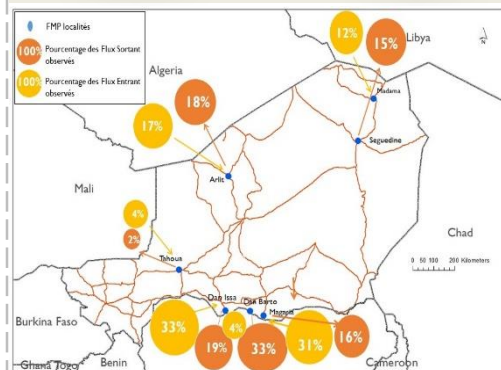 FMP localités
100% Pourcentage des Flux Sortant
observés
100% Pourcentage des Flux Entrant
observés
Algeria
Libya
12%
15%
Madama
18%
17%
Seguedine
Arlit
Mali
Chad
4%
2%
Tahoua
0 50 100 200 Kilometers
Dan Issa
Dan Barto
Magaria
33%
4%
19%
33%
31%
16%
Burkina Faso
Benin
Cameroon
Ghana
Togo